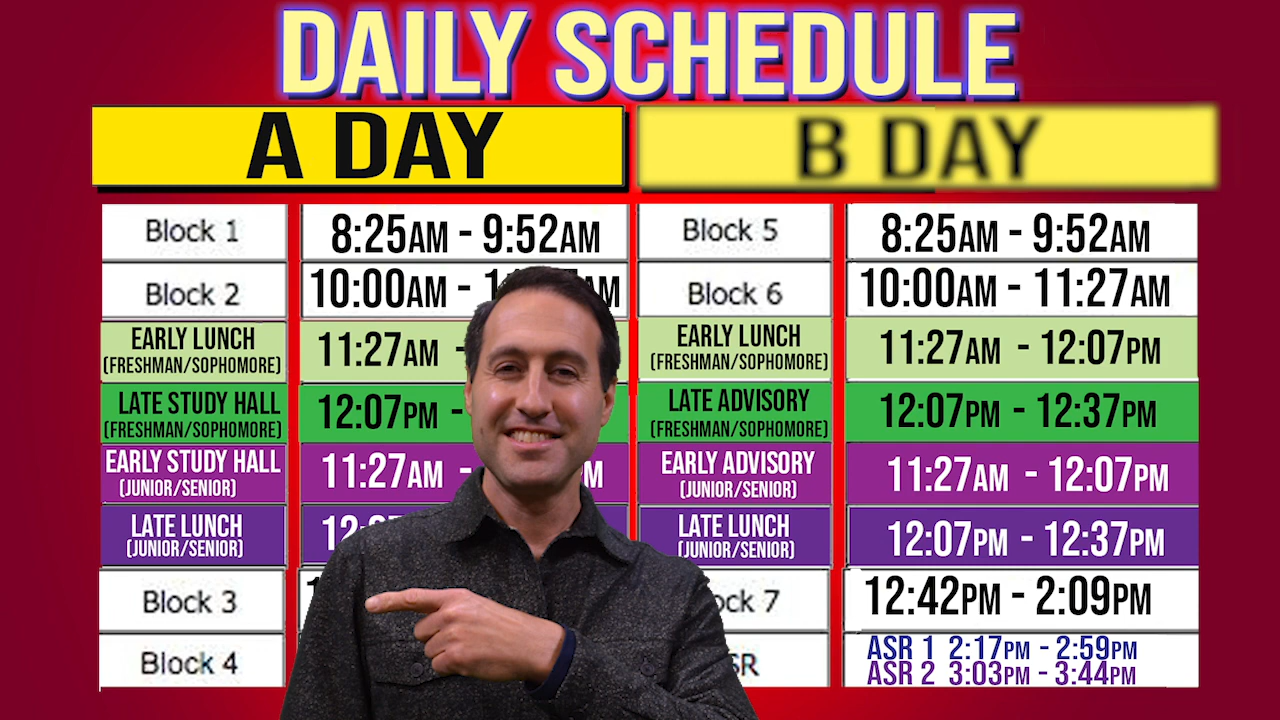 DAILY SCHEDULE
A DAY
B DAY
Block 1 8:25AM - 9:52AM Block 5 8:25AM - 9:52AM
Block 2 10:00AM - AM Block 6 10:00AM - 11:27AM
EARLY LUNCH
(FRESHMAN/SOPHOMORE)
11:27AM -
EARLY LUNCH
(FRESHMAN/SOPHOMORE)
11:27AM - 12:07PM
LATE STUDY HALL
(FRESHMAN/SOPHOMORE)
12:07PM -
LATE ADVISORY
(FRESHMAN/SOPHOMORE)
12:07PM - 12:37PM
EARLY STUDY HALL
(JUNIOR/SENIOR)
11:27AM -
EARLY ADVISORY
(JUNIOR/SENIOR)
11:27AM - 12:07PM
LATE LUNCH
(JUNIOR/SENIOR)
LATE LUNCH
(JUNIOR/SENIOR)
12:07PM - 12:37PM
Block 3 7 12:42PM - 2:09PM
Block 4
ASR 1 2:17PM - 2:59PM
ASR 2 3:03PM - 3:44PM